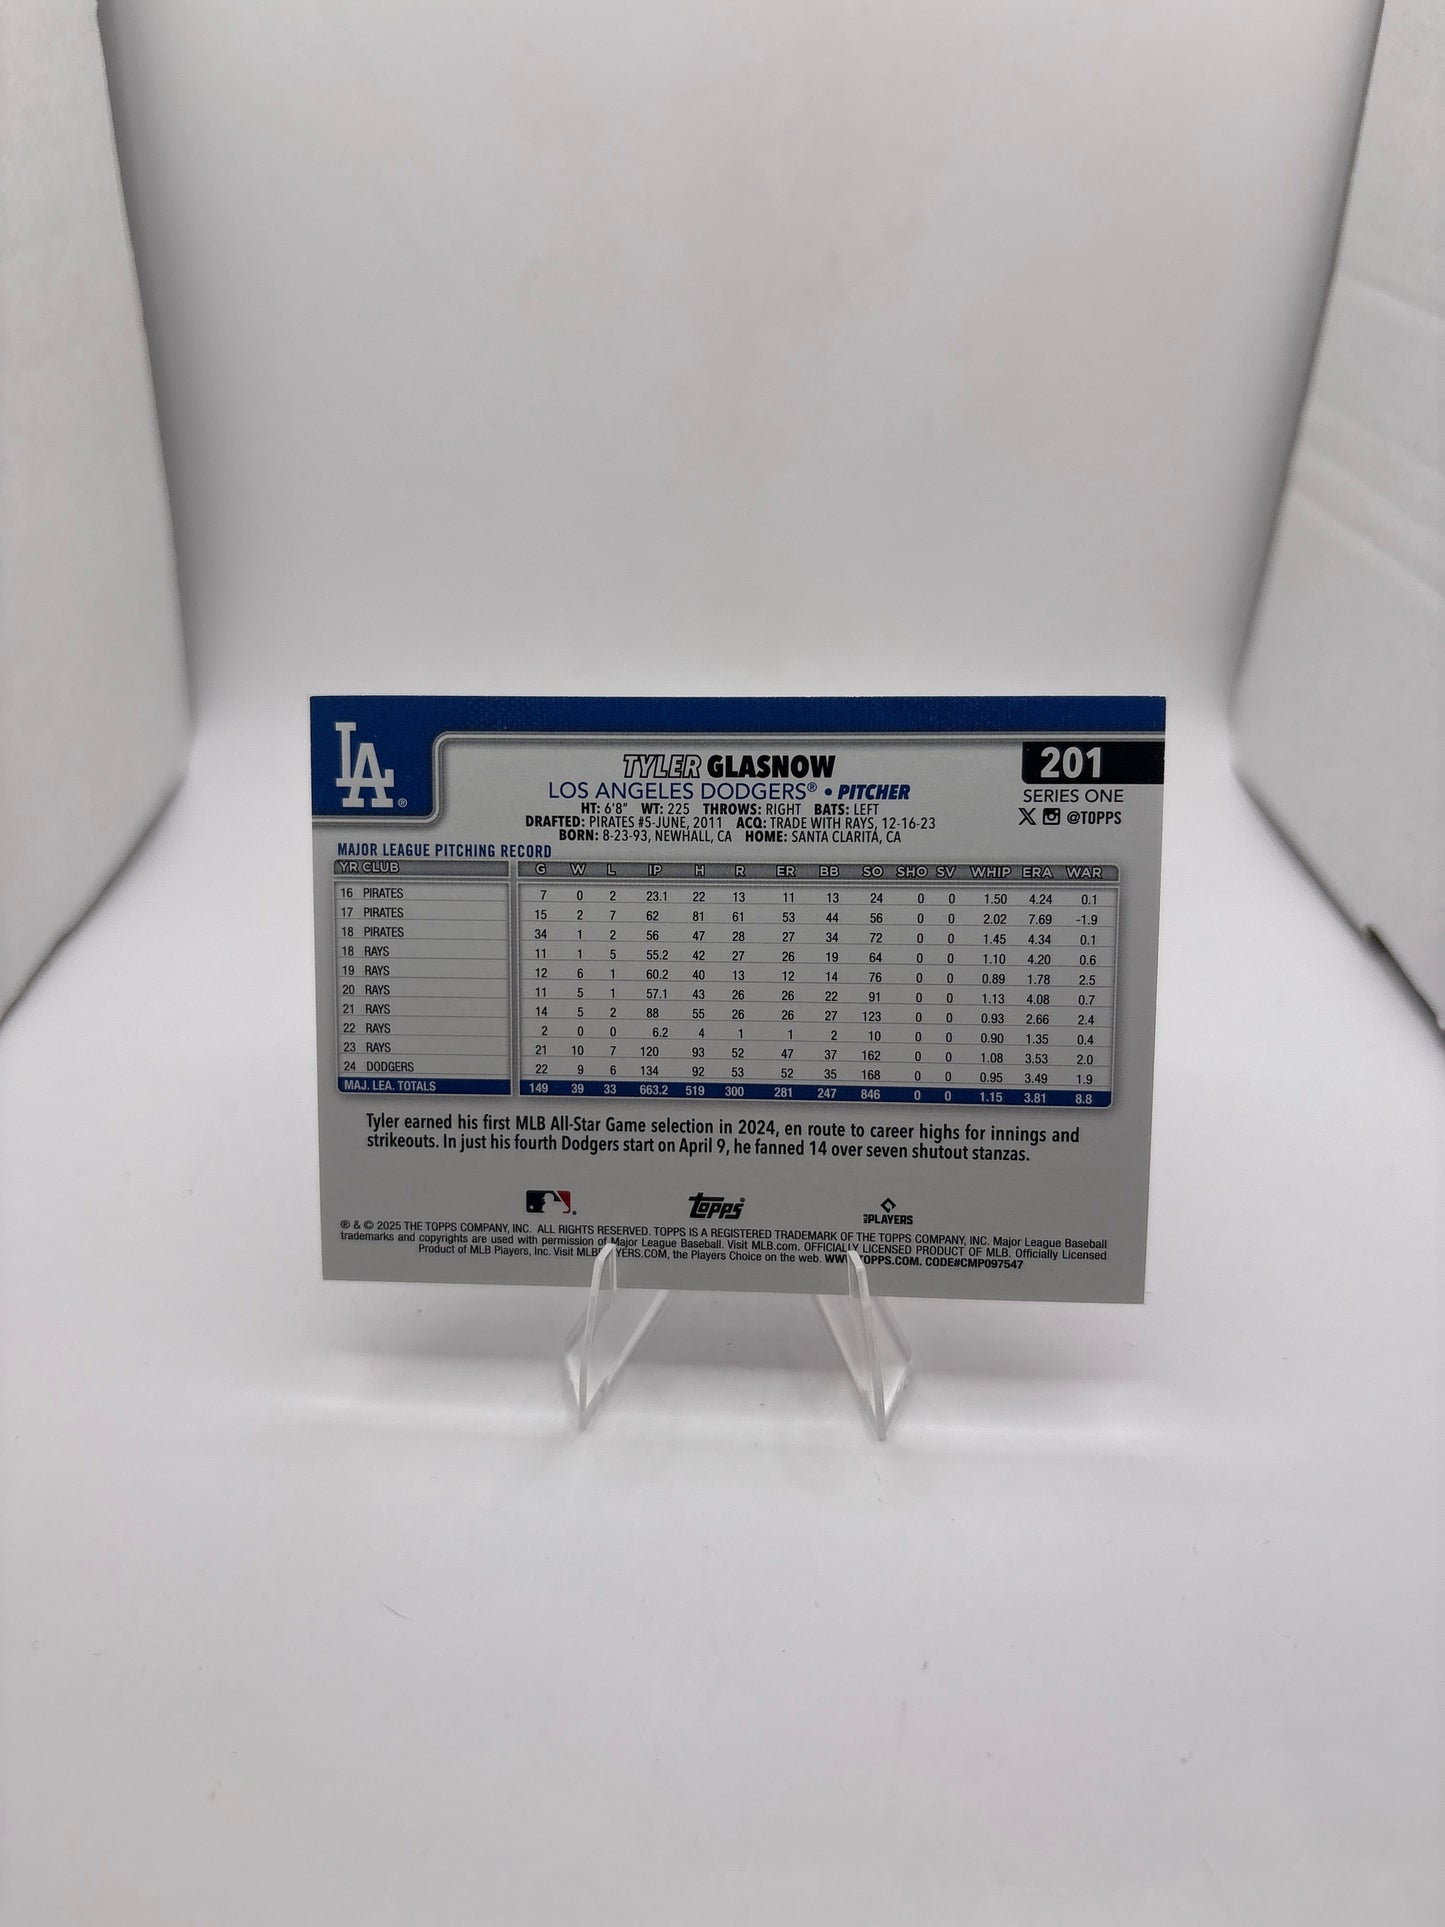 LA®
TYLER GLASNOW
LOS ANGELES DODGERS® • PITCHER
HT: 6'8" WT: 225 THROWS: RIGHT BATS: LEFT
DRAFTED: PIRATES #5-JUNE, 2011 ACQ: TRADE WITH RAYS, 12-16-23
BORN: 8-23-93, NEWHALL, CA HOME: SANTA CLARITA, CA
201
SERIES ONE
X @TOPPS
MAJOR LEAGUE PITCHING RECORD
YR CLUB G W L IP H R ER BB SO SHO SV WHIP ERA WAR
16 PIRATES 7 0 2 23.1 22 13 11 13 24 0 0 1.50 4.24 0.1
17 PIRATES 15 2 7 62 81 61 53 44 56 0 0 2.02 7.69 -1.9
18 PIRATES 34 1 2 56 47 28 27 34 72 0 0 1.45 4.34 0.1
18 RAYS 11 1 5 55.2 42 27 26 19 64 0 0 1.10 4.20 0.6
19 RAYS 12 6 1 60.2 40 13 12 14 76 0 0 0.89 1.78 2.5
20 RAYS 11 5 1 57.1 43 26 26 22 91 0 0 1.13 4.08 0.7
21 RAYS 14 5 2 88 55 26 26 27 123 0 0 0.93 2.66 2.4
22 RAYS 2 0 0 6.2 4 1 1 2 10 0 0 0.90 1.35 0.4
23 RAYS 21 10 7 120 93 52 47 37 162 0 0 1.08 3.53 2.0
24 DODGERS 22 9 6 134 92 53 52 35 168 0 0 0.95 3.49 1.9
MAJ. LEA. TOTALS 149 39 33 663.2 519 300 281 247 846 0 0 1.15 3.81 8.8
Tyler earned his first MLB All-Star Game selection in 2024, en route to career highs for innings and
strikeouts. In just his fourth Dodgers start on April 9, he fanned 14 over seven shutout stanzas.
topps
PLAYERS
® & © 2025 THE TOPPS COMPANY, INC. ALL RIGHTS RESERVED. TOPPS IS A REGISTERED TRADEMARK OF THE TOPPS COMPANY, INC. Major League Baseball
trademarks and copyrights are used with permission of Major League Baseball. Visit MLB.com. OFFICIALLY LICENSED PRODUCT OF MLB. Officially Licensed
Product of MLB Players, Inc. Visit MLBPLAYERS.COM, the Players Choice on the web. WWW.TOPPS.COM. CODE#CMP097547